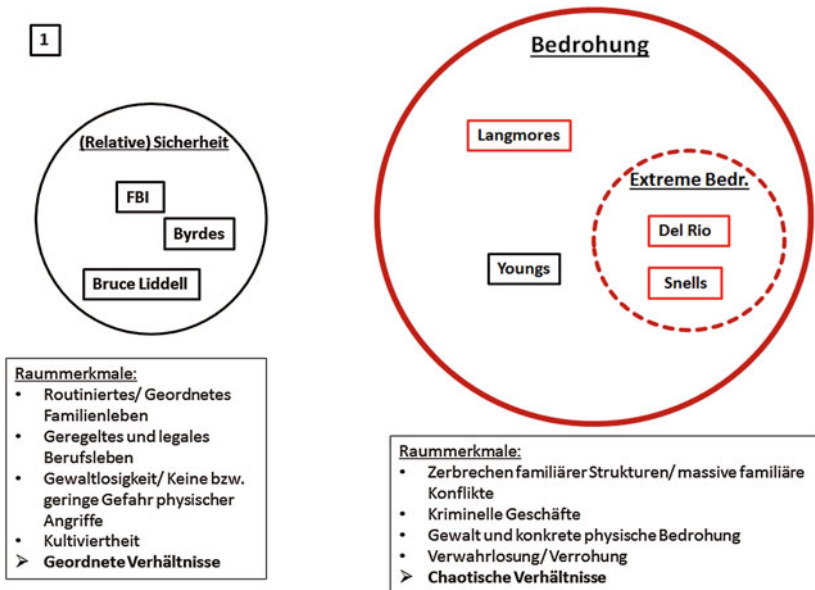 1
(Relative) Sicherheit
FBI
Byrdes
Bruce Liddell
Raummerkmale:
• Routiniertes/ Geordnetes
Familienleben
• Geregeltes und legales
Berufsleben
• Gewaltlosigkeit/ Keine bzw.
geringe Gefahr physischer
Angriffe
• Kultiviertheit
➢ Geordnete Verhältnisse
Bedrohung
Langmores
Extreme Bedr.
Del Rio
Youngs
Snells
Raummerkmale:
• Zerbrechen familiärer Strukturen/ massive familiäre
Konflikte
• Kriminelle Geschäfte
• Gewalt und konkrete physische Bedrohung
• Verwahrlosung/ Verrohung
➢ Chaotische Verhältnisse